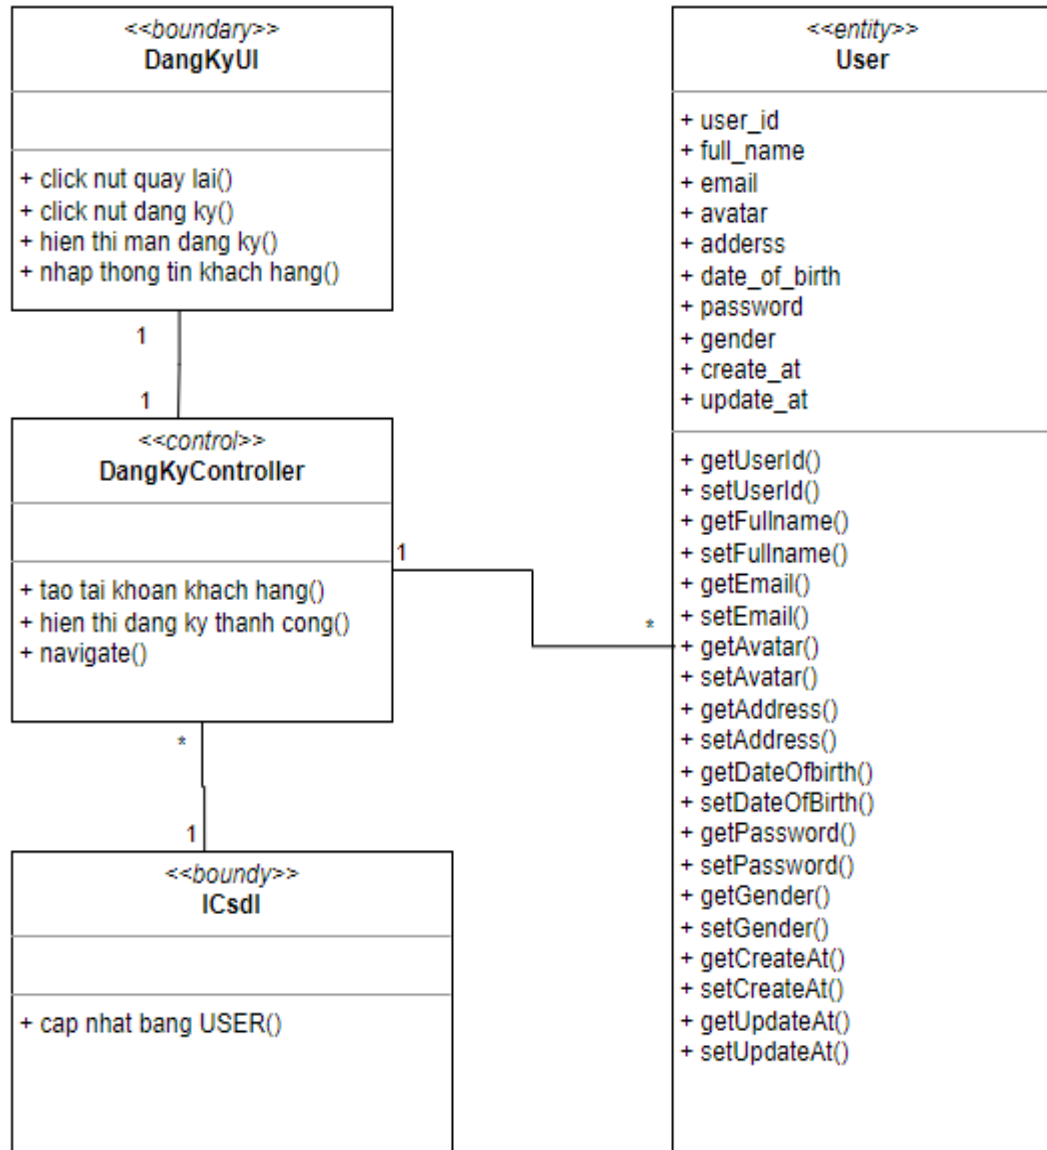 <<boundary>>
DangKyUI
+ click nut quay lai()
+ click nut dang ky()
+ hien thi man dang ky()
+ nhap thong tin khach hang()
1
1
<<control>>
DangKyController
+ tao tai khoan khach hang()
+ hien thi dang ky thanh cong()
+ navigate()
1
*
*
1
<<boundy>>
ICsdl
+ cap nhat bang USER()
<<entity>>
User
+ user_id
+ full_name
+ email
+ avatar
+ adderss
+ date_of_birth
+ password
+ gender
+ create_at
+ update_at
+ getUserId()
+ setUserId()
+ getFullname()
+ setFullname()
+ getEmail()
+ setEmail()
+ getAvatar()
+ setAvatar()
+ getAddress()
+ setAddress()
+ getDateOfbirth()
+ setDateOfBirth()
+ getPassword()
+ setPassword()
+ getGender()
+ setGender()
+ getCreateAt()
+ setCreateAt()
+ getUpdateAt()
+ setUpdateAt()